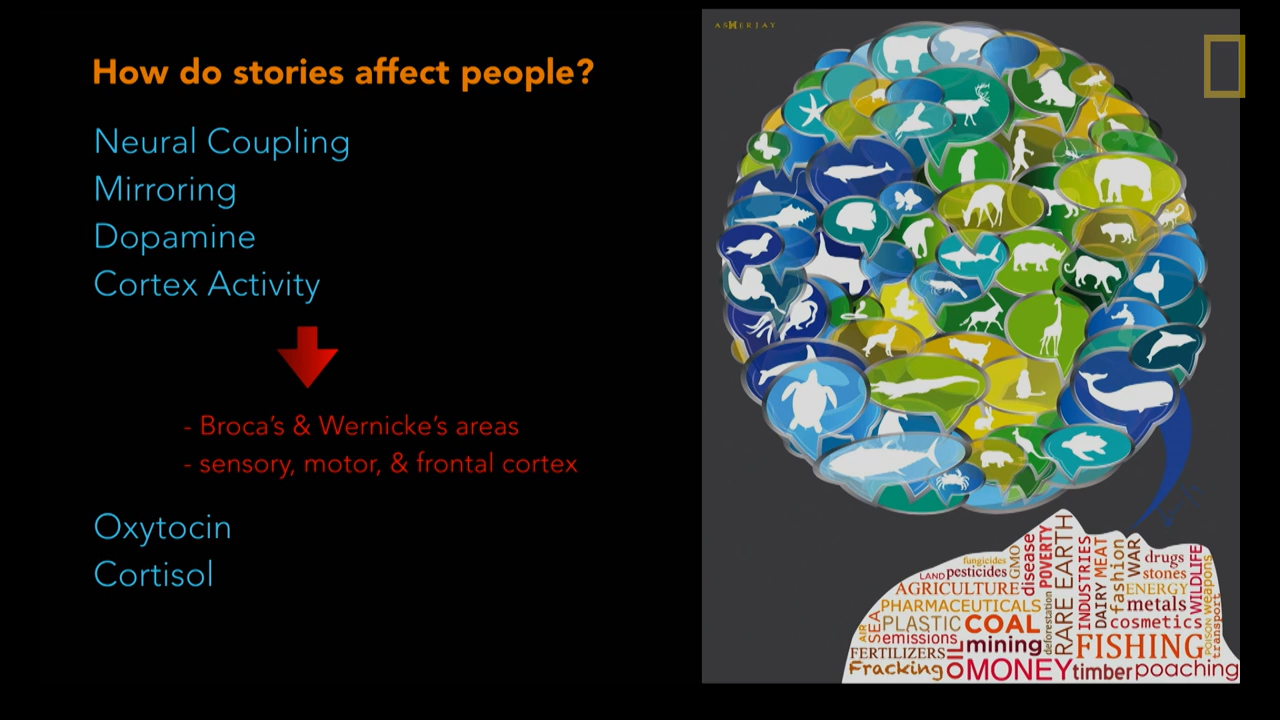 How do stories affect people?
Neural Coupling
Mirroring
Dopamine
Cortex Activity
- Broca's & Wernicke's areas
- sensory, motor, & frontal cortex
Oxytocin
Cortisol
ASHERJAY
fungicides
LAND
pesticides
GMO
disease
POVERTY
RARE EARTH
INDUSTRIES
DAIRY
MEAT
fashion
WAR
drugs
stones
WILDLIFE
AGRICULTURE
ENERGY
PHARMACEUTICALS
metals
POISON
weapons
AIR
SEA
PLASTIC
COAL
deforestation
cosmetics
transport
emissions
mining
FISHING
FERTILIZERS
OIL
Fracking
MONEY
timber
poaching